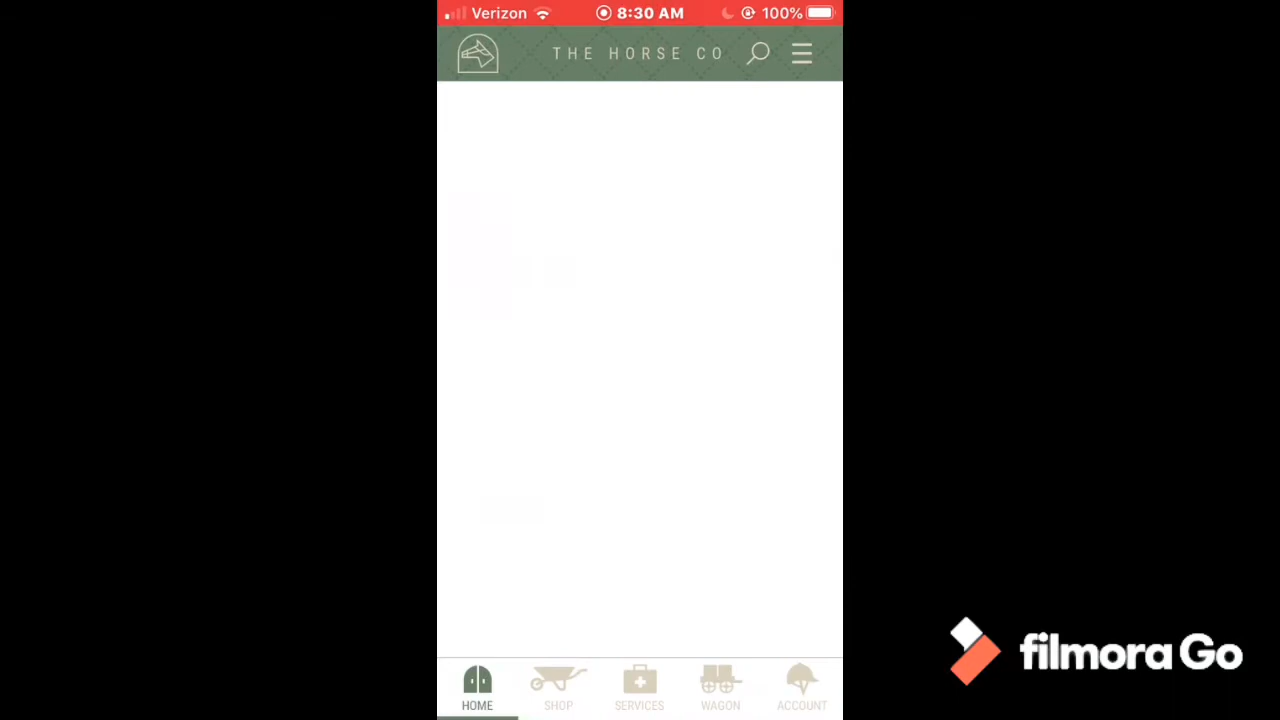 Verizon 8:30 AM 100%
THE HORSE CO
HOME SHOP SERVICES WAGON ACCOUNT
filmora Go